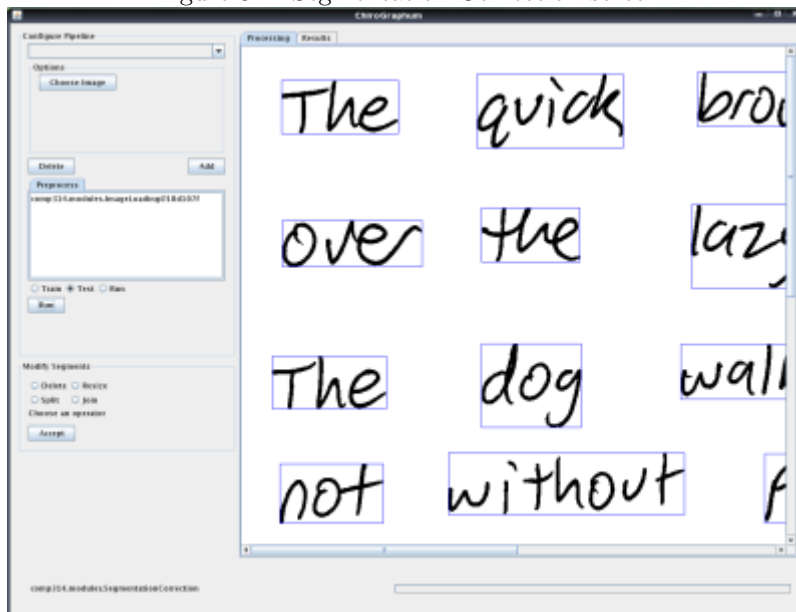 Segmentation Correction
ChiroGraphum
Configure Pipeline
Options
Choose Image
Delete Add
Preprocess
Train Test Run
Run
Modify Segments
Delete Resize
Split Join
Choose an operator
Accept
Processing Results
The quick
over the lazy
The dog
not without
comp314.modules.SegmentationCorrection